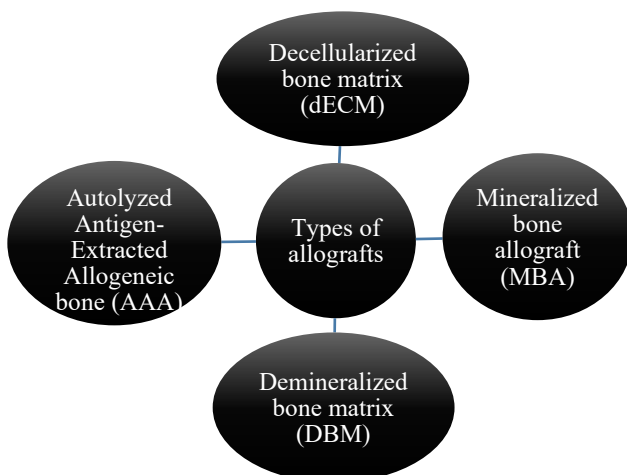 Decellularized
bone matrix
(dECM)
Autolyzed
Antigen-
Extracted
Allogeneic
bone (AAA)
Types of
allografts
Mineralized
bone
allograft
(MBA)
Demineralized
bone matrix
(DBM)